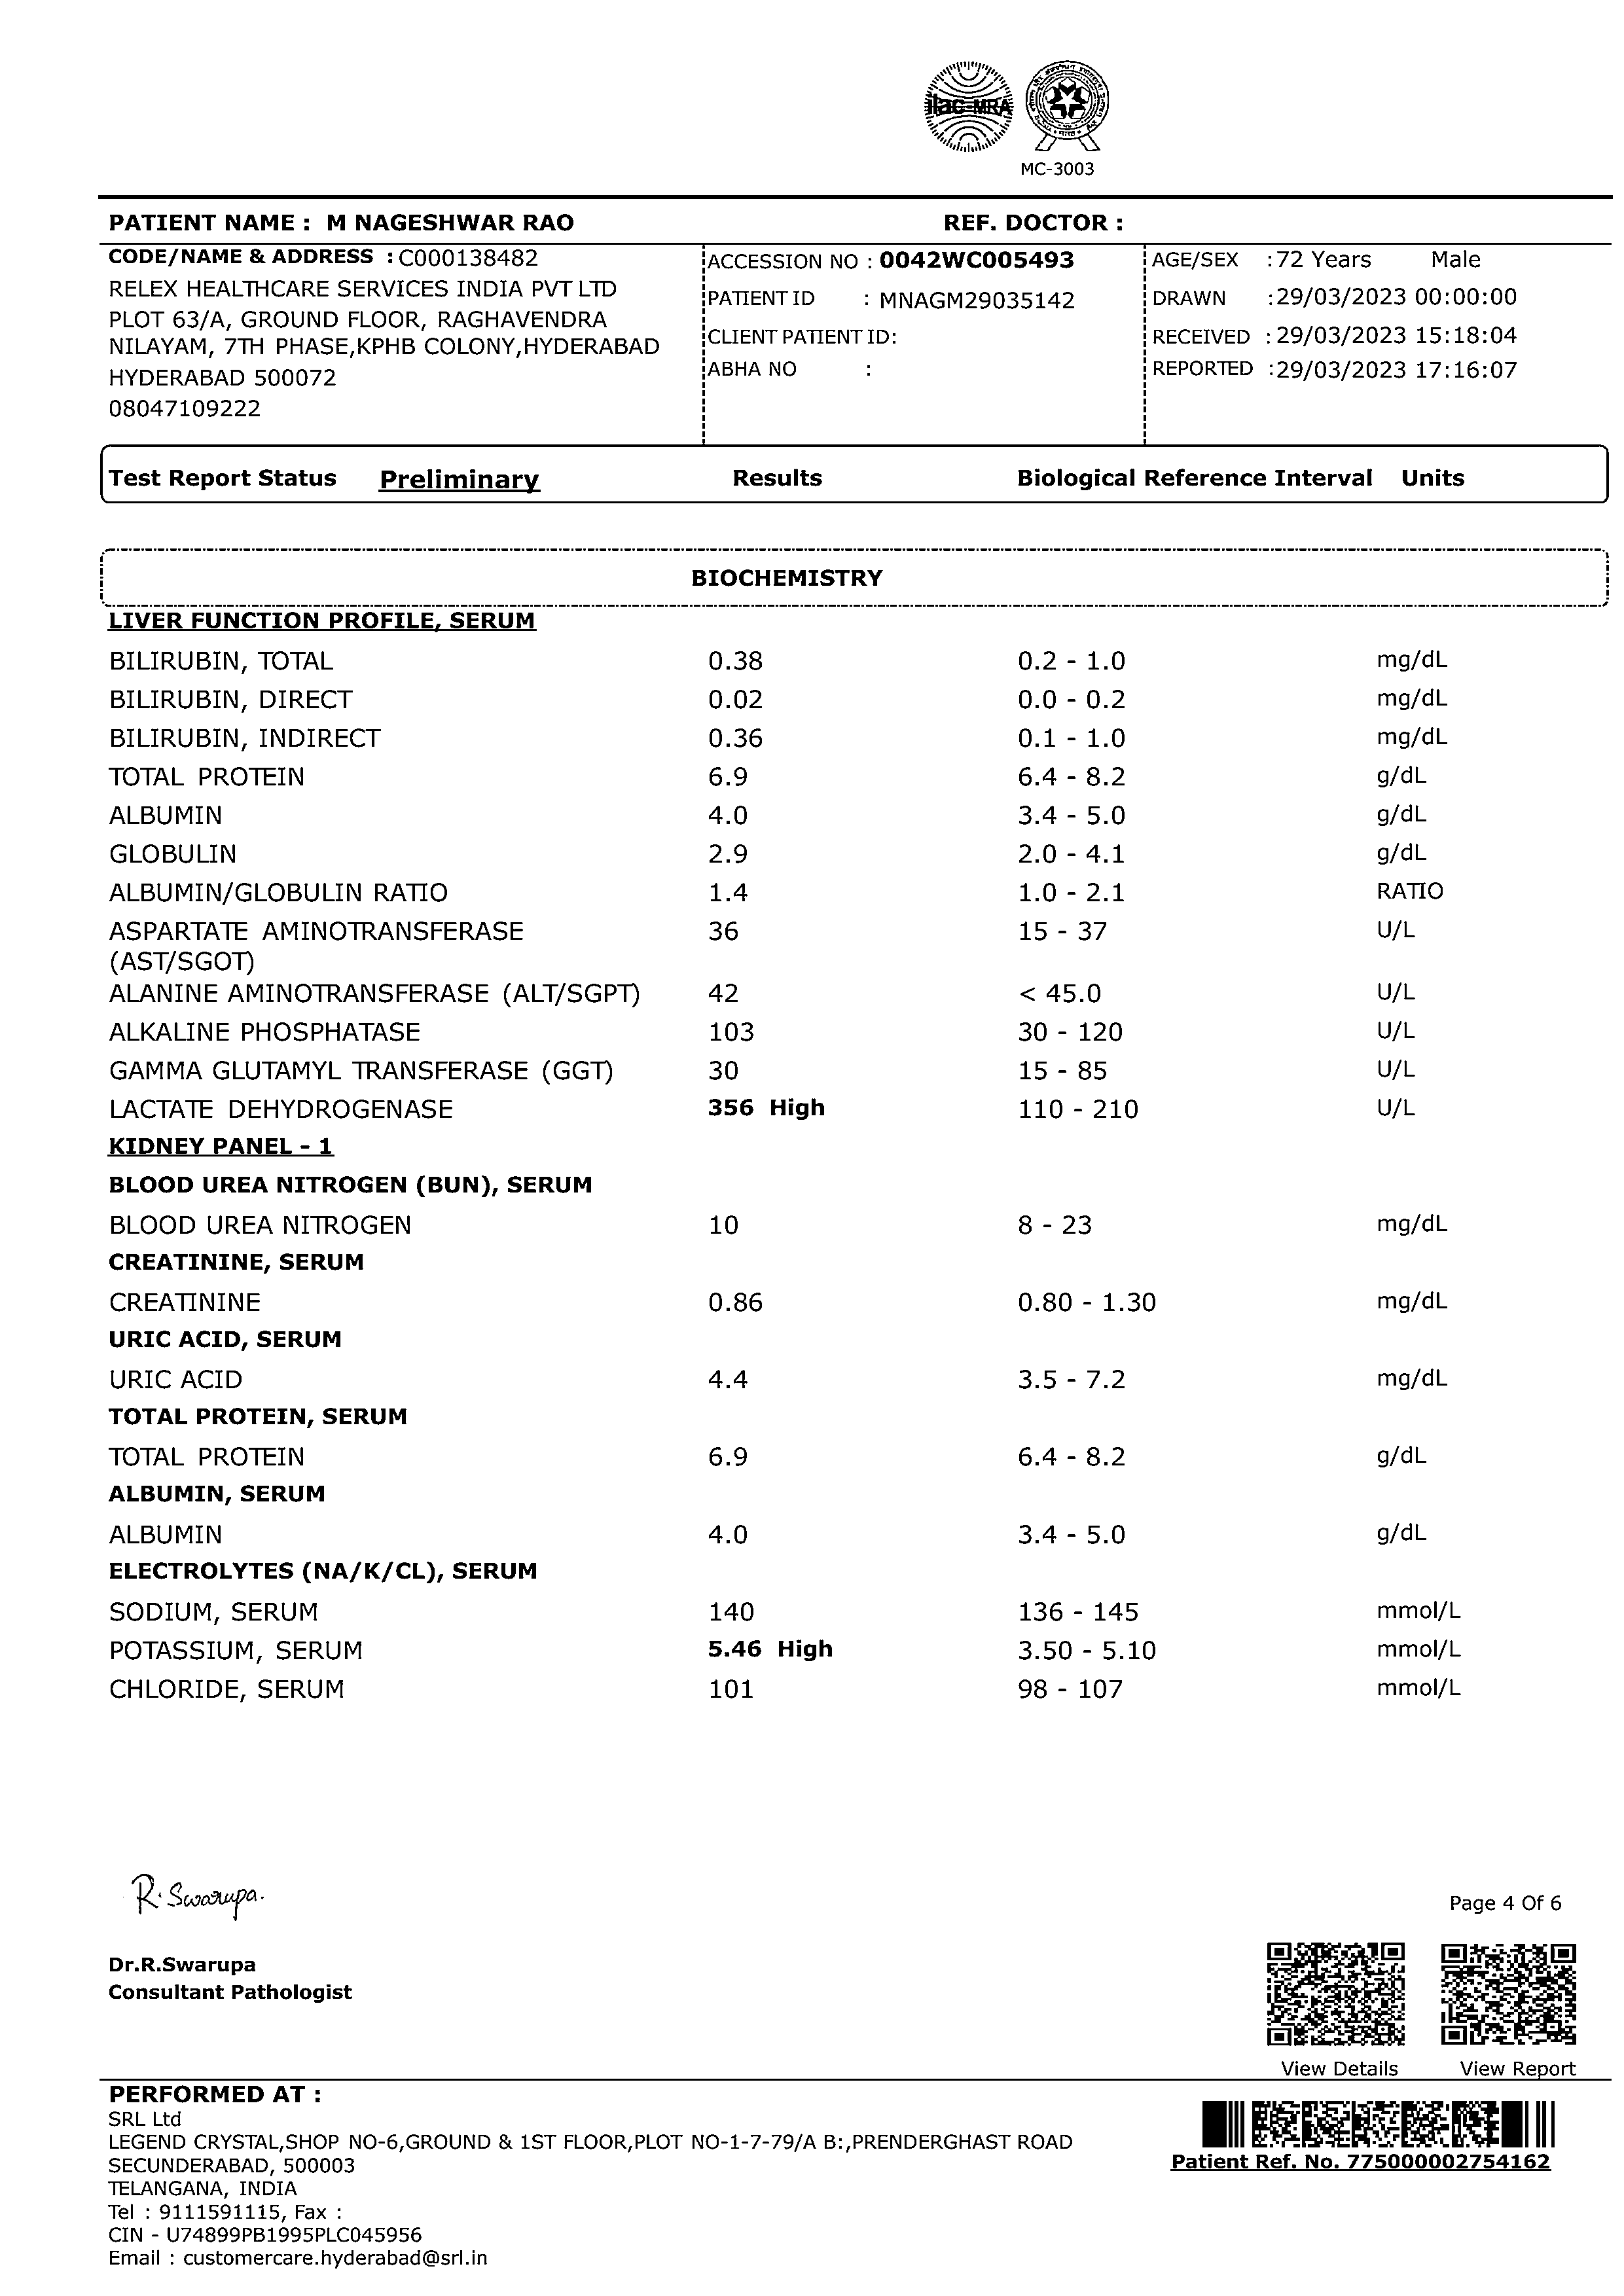 ilac-MRA
MC-3003
PATIENT NAME : M NAGESHWAR RAO REF. DOCTOR :
CODE/NAME & ADDRESS : C000138482
RELEX HEALTHCARE SERVICES INDIA PVT LTD
PLOT 63/A, GROUND FLOOR, RAGHAVENDRA
NILAYAM, 7TH PHASE,KPHB COLONY,HYDERABAD
HYDERABAD 500072
08047109222
ACCESSION NO : 0042WC005493
PATIENT ID : MNAGM29035142
CLIENT PATIENT ID:
ABHA NO :
AGE/SEX :72 Years Male
DRAWN :29/03/2023 00:00:00
RECEIVED :29/03/2023 15:18:04
REPORTED :29/03/2023 17:16:07
Test Report Status Preliminary Results Biological Reference Interval Units
BIOCHEMISTRY
LIVER FUNCTION PROFILE, SERUM
BILIRUBIN, TOTAL 0.38 0.2 - 1.0 mg/dL
BILIRUBIN, DIRECT 0.02 0.0 - 0.2 mg/dL
BILIRUBIN, INDIRECT 0.36 0.1 - 1.0 mg/dL
TOTAL PROTEIN 6.9 6.4 - 8.2 g/dL
ALBUMIN 4.0 3.4 - 5.0 g/dL
GLOBULIN 2.9 2.0 - 4.1 g/dL
ALBUMIN/GLOBULIN RATIO 1.4 1.0 - 2.1 RATIO
ASPARTATE AMINOTRANSFERASE 36 15 - 37 U/L
(AST/SGOT)
ALANINE AMINOTRANSFERASE (ALT/SGPT) 42 < 45.0 U/L
ALKALINE PHOSPHATASE 103 30 - 120 U/L
GAMMA GLUTAMYL TRANSFERASE (GGT) 30 15 - 85 U/L
LACTATE DEHYDROGENASE 356 High 110 - 210 U/L
KIDNEY PANEL - 1
BLOOD UREA NITROGEN (BUN), SERUM
BLOOD UREA NITROGEN 10 8 - 23 mg/dL
CREATININE, SERUM
CREATININE 0.86 0.80 - 1.30 mg/dL
URIC ACID, SERUM
URIC ACID 4.4 3.5 - 7.2 mg/dL
TOTAL PROTEIN, SERUM
TOTAL PROTEIN 6.9 6.4 - 8.2 g/dL
ALBUMIN, SERUM
ALBUMIN 4.0 3.4 - 5.0 g/dL
ELECTROLYTES (NA/K/CL), SERUM
SODIUM, SERUM 140 136 - 145 mmol/L
POTASSIUM, SERUM 5.46 High 3.50 - 5.10 mmol/L
CHLORIDE, SERUM 101 98 - 107 mmol/L
R. Swarupa.
Page 4 Of 6
Dr.R.Swarupa
Consultant Pathologist
View Details View Report
PERFORMED AT :
SRL Ltd
LEGEND CRYSTAL,SHOP NO-6,GROUND & 1ST FLOOR,PLOT NO-1-7-79/A B:,PRENDERGHAST ROAD
SECUNDERABAD, 500003
TELANGANA, INDIA
Tel : 9111591115, Fax :
CIN - U74899PB1995PLC045956
Email : customercare.hyderabad@srl.in
Patient Ref. No. 775000002754162